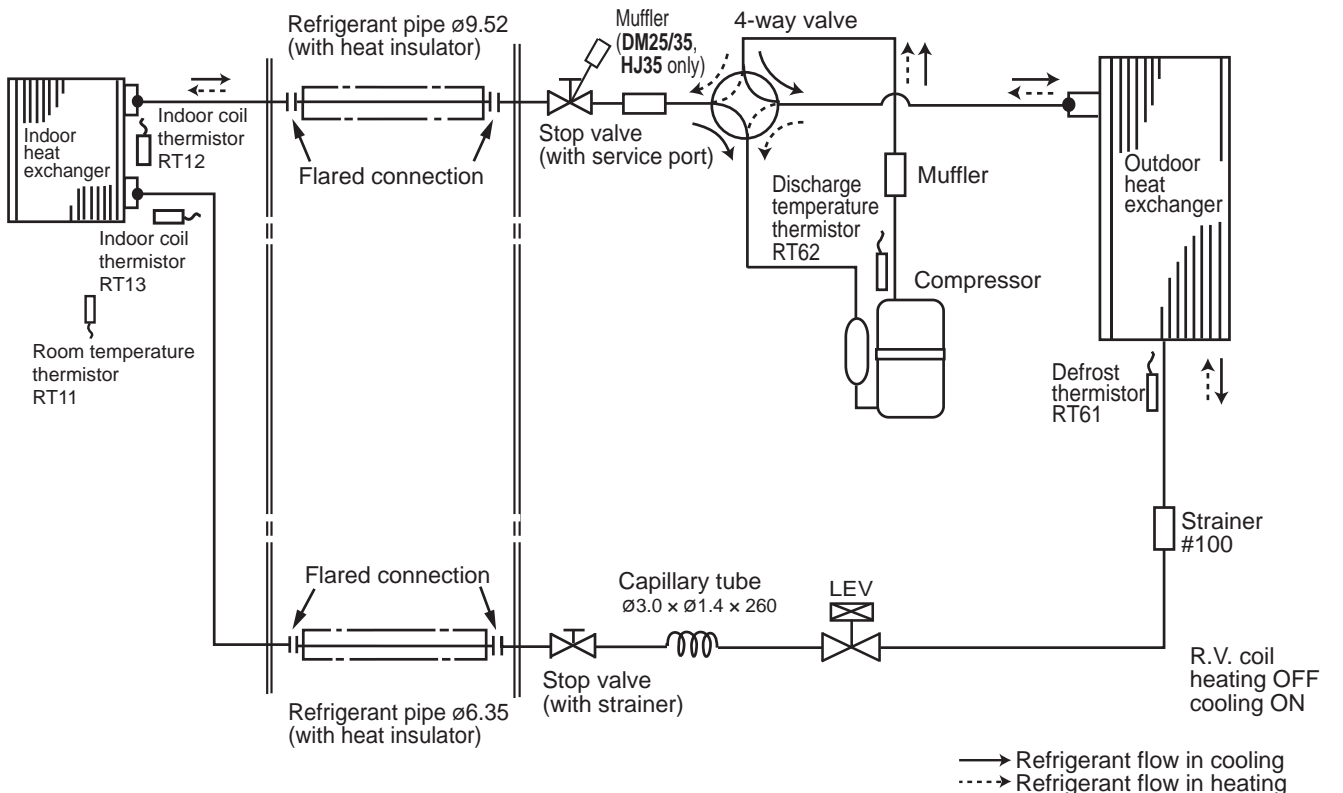 Refrigerant pipe ø9.52
(with heat insulator)
Muffler
(DM25/35,
HJ35 only)
4-way valve
Indoor
heat
exchanger
Indoor coil
thermistor
RT12
Flared connection
Stop valve
(with service port)
Muffler
Discharge
temperature
thermistor
RT62
Outdoor
heat
exchanger
Indoor coil
thermistor
RT13
Compressor
Room temperature
thermistor
RT11
Defrost
thermistor
RT61
Strainer
#100
Flared connection
Capillary tube
Ø3.0 × Ø1.4 × 260
LEV
Stop valve
(with strainer)
R.V. coil
heating OFF
cooling ON
Refrigerant pipe ø6.35
(with heat insulator)
Refrigerant flow in cooling
Refrigerant flow in heating